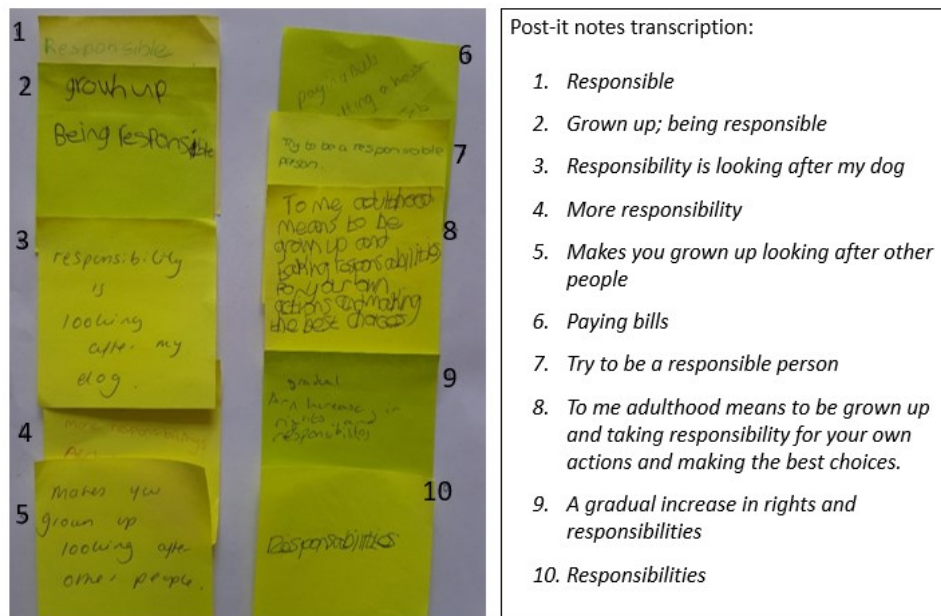 1
Responsible
2
grown up
Being responsible
3
responsibility
is
looking
after my
dog.
4
More responsibility
5
makes you
grown up
looking after
other people.
6
paying bills
a house
Job
7
Try to be a responsible
person.
8
To me adulthood
means to be
grown up and
taking responsabilities
for your own
actions and making
the best choices
9
gradual
An increase in
rights and
responsibilities
10
Responsabilities
Post-it notes transcription:
1. Responsible
2. Grown up; being responsible
3. Responsibility is looking after my dog
4. More responsibility
5. Makes you grown up looking after other
people
6. Paying bills
7. Try to be a responsible person
8. To me adulthood means to be grown up
and taking responsibility for your own
actions and making the best choices.
9. A gradual increase in rights and
responsibilities
10. Responsibilities